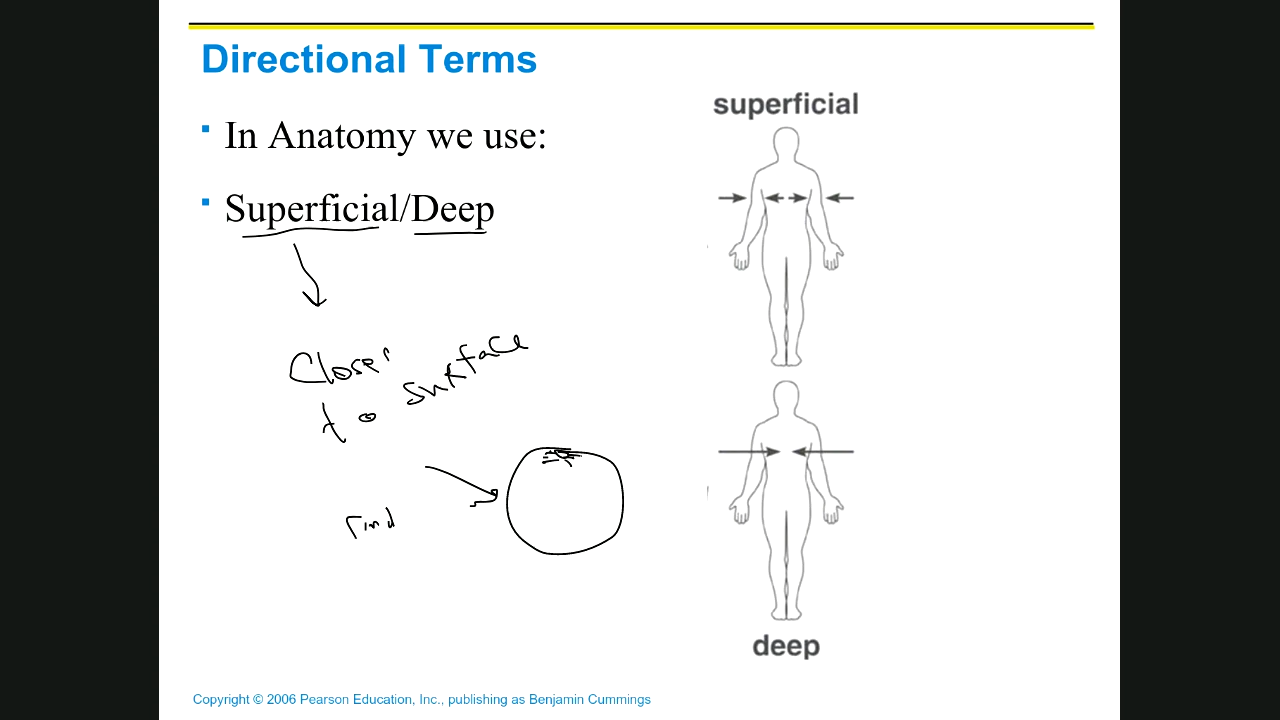 Directional Terms
In Anatomy we use:
Superficial/Deep
superficial
Closer
to surface
deep
Copyright © 2006 Pearson Education, Inc., publishing as Benjamin Cummings